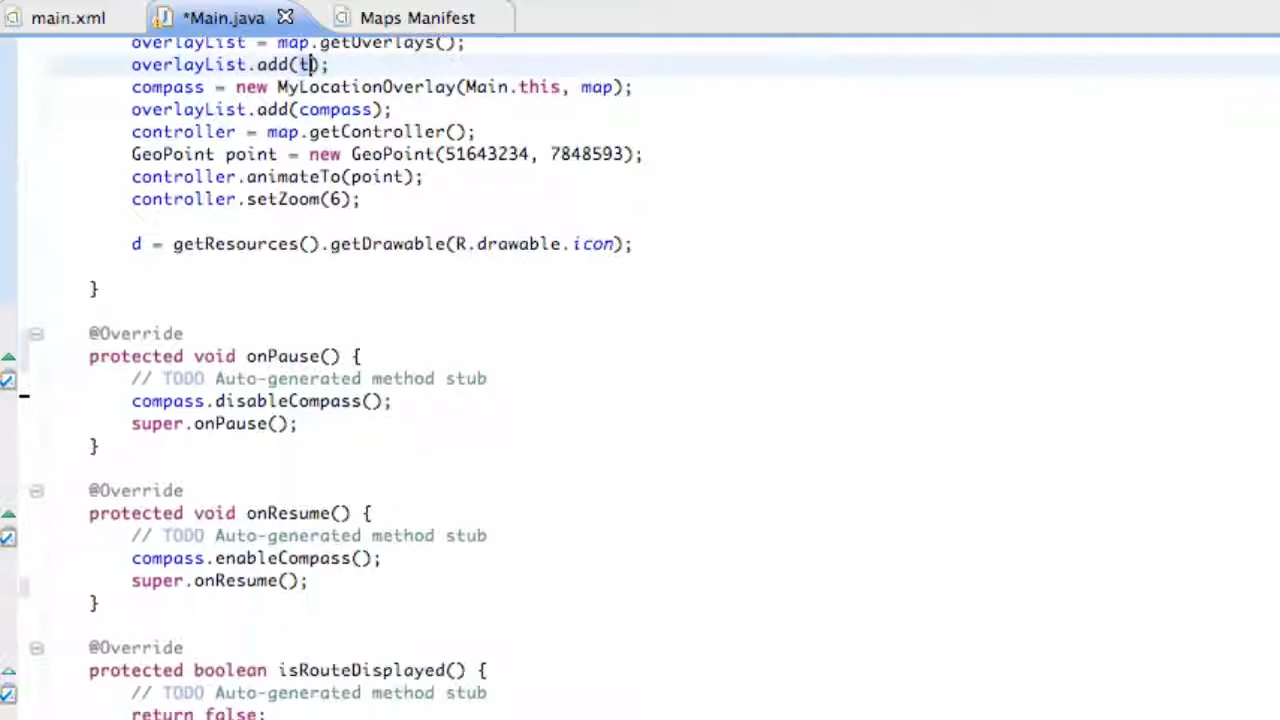 main.xml
*Main.java
Maps Manifest
overlayList = map.getOverlays();
overlayList.add(t);
compass = new MyLocationOverlay(Main.this, map);
overlayList.add(compass);
controller = map.getController();
GeoPoint point = new GeoPoint(51643234, 7848593);
controller.animateTo(point);
controller.setZoom(6);
d = getResources().getDrawable(R.drawable.icon);
}
@Override
protected void onPause() {
// TODO Auto-generated method stub
compass.disableCompass();
super.onPause();
}
@Override
protected void onResume() {
// TODO Auto-generated method stub
compass.enableCompass();
super.onResume();
}
@Override
protected boolean isRouteDisplayed() {
// TODO Auto-generated method stub
return false;